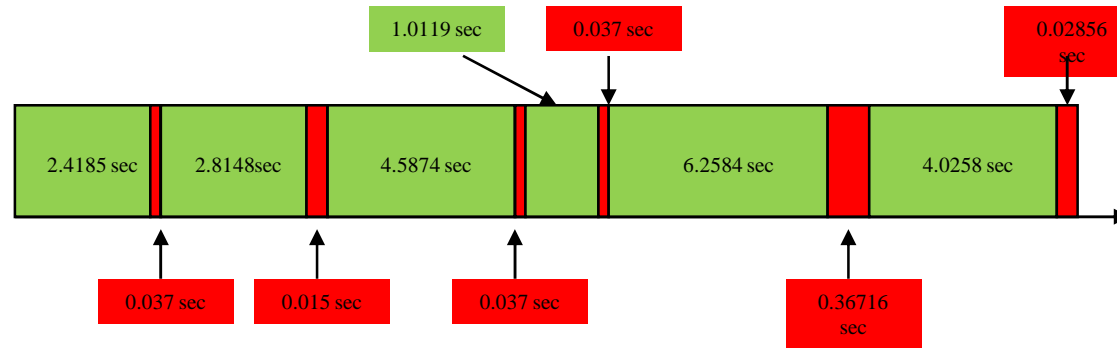 1.0119 sec
0.037 sec
0.02856
sec
2.4185 sec
2.8148sec
4.5874 sec
6.2584 sec
4.0258 sec
0.037 sec
0.015 sec
0.037 sec
0.36716
sec